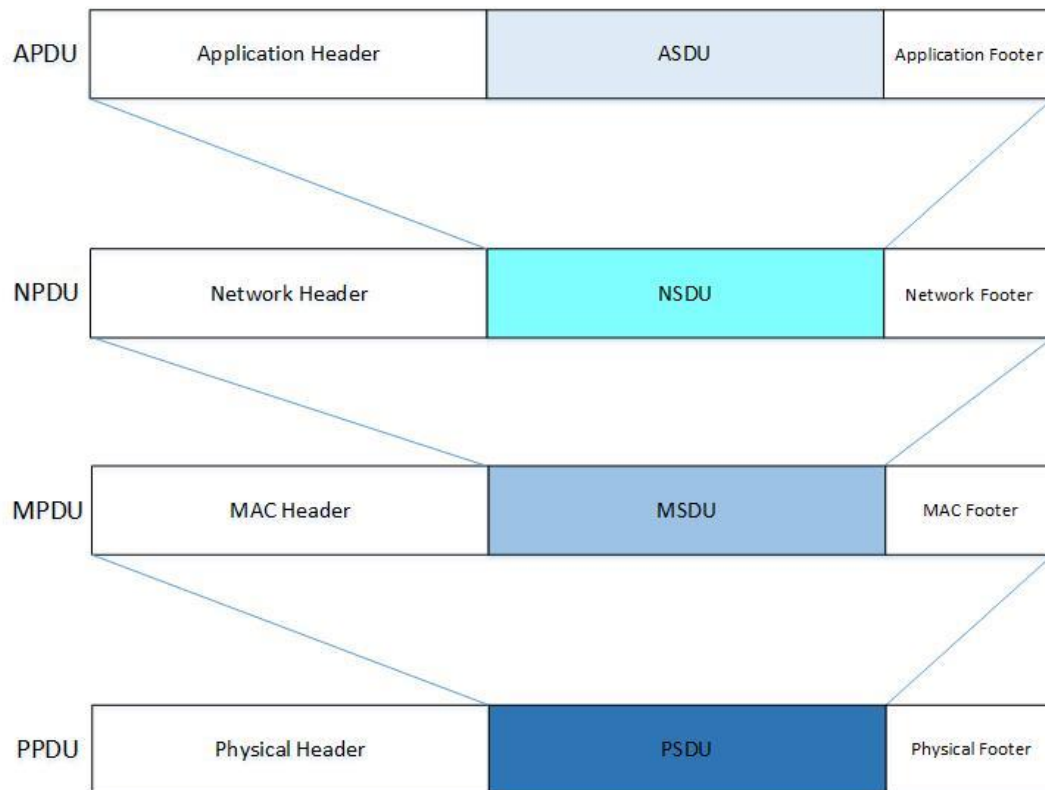 APDU Application Header ASDU Application Footer
NPDU Network Header NSDU Network Footer
MPDU MAC Header MSDU MAC Footer
PPDU Physical Header PSDU Physical Footer